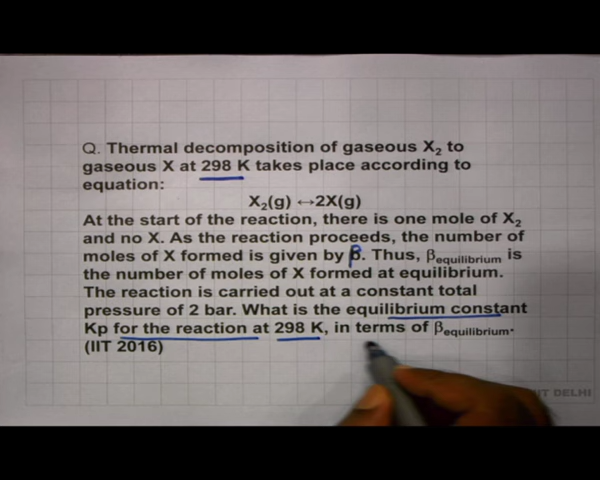 Q. Thermal decomposition of gaseous X₂ to
gaseous X at 298 K takes place according to
equation:
X₂(g) ↔2X(g)
At the start of the reaction, there is one mole of X₂
and no X. As the reaction proceeds, the number of
moles of X formed is given by β. Thus, βequilibrium is
the number of moles of X formed at equilibrium.
The reaction is carried out at a constant total
pressure of 2 bar. What is the equilibrium constant
Kp for the reaction at 298 K, in terms of βequilibrium.
(IIT 2016)
DELHI